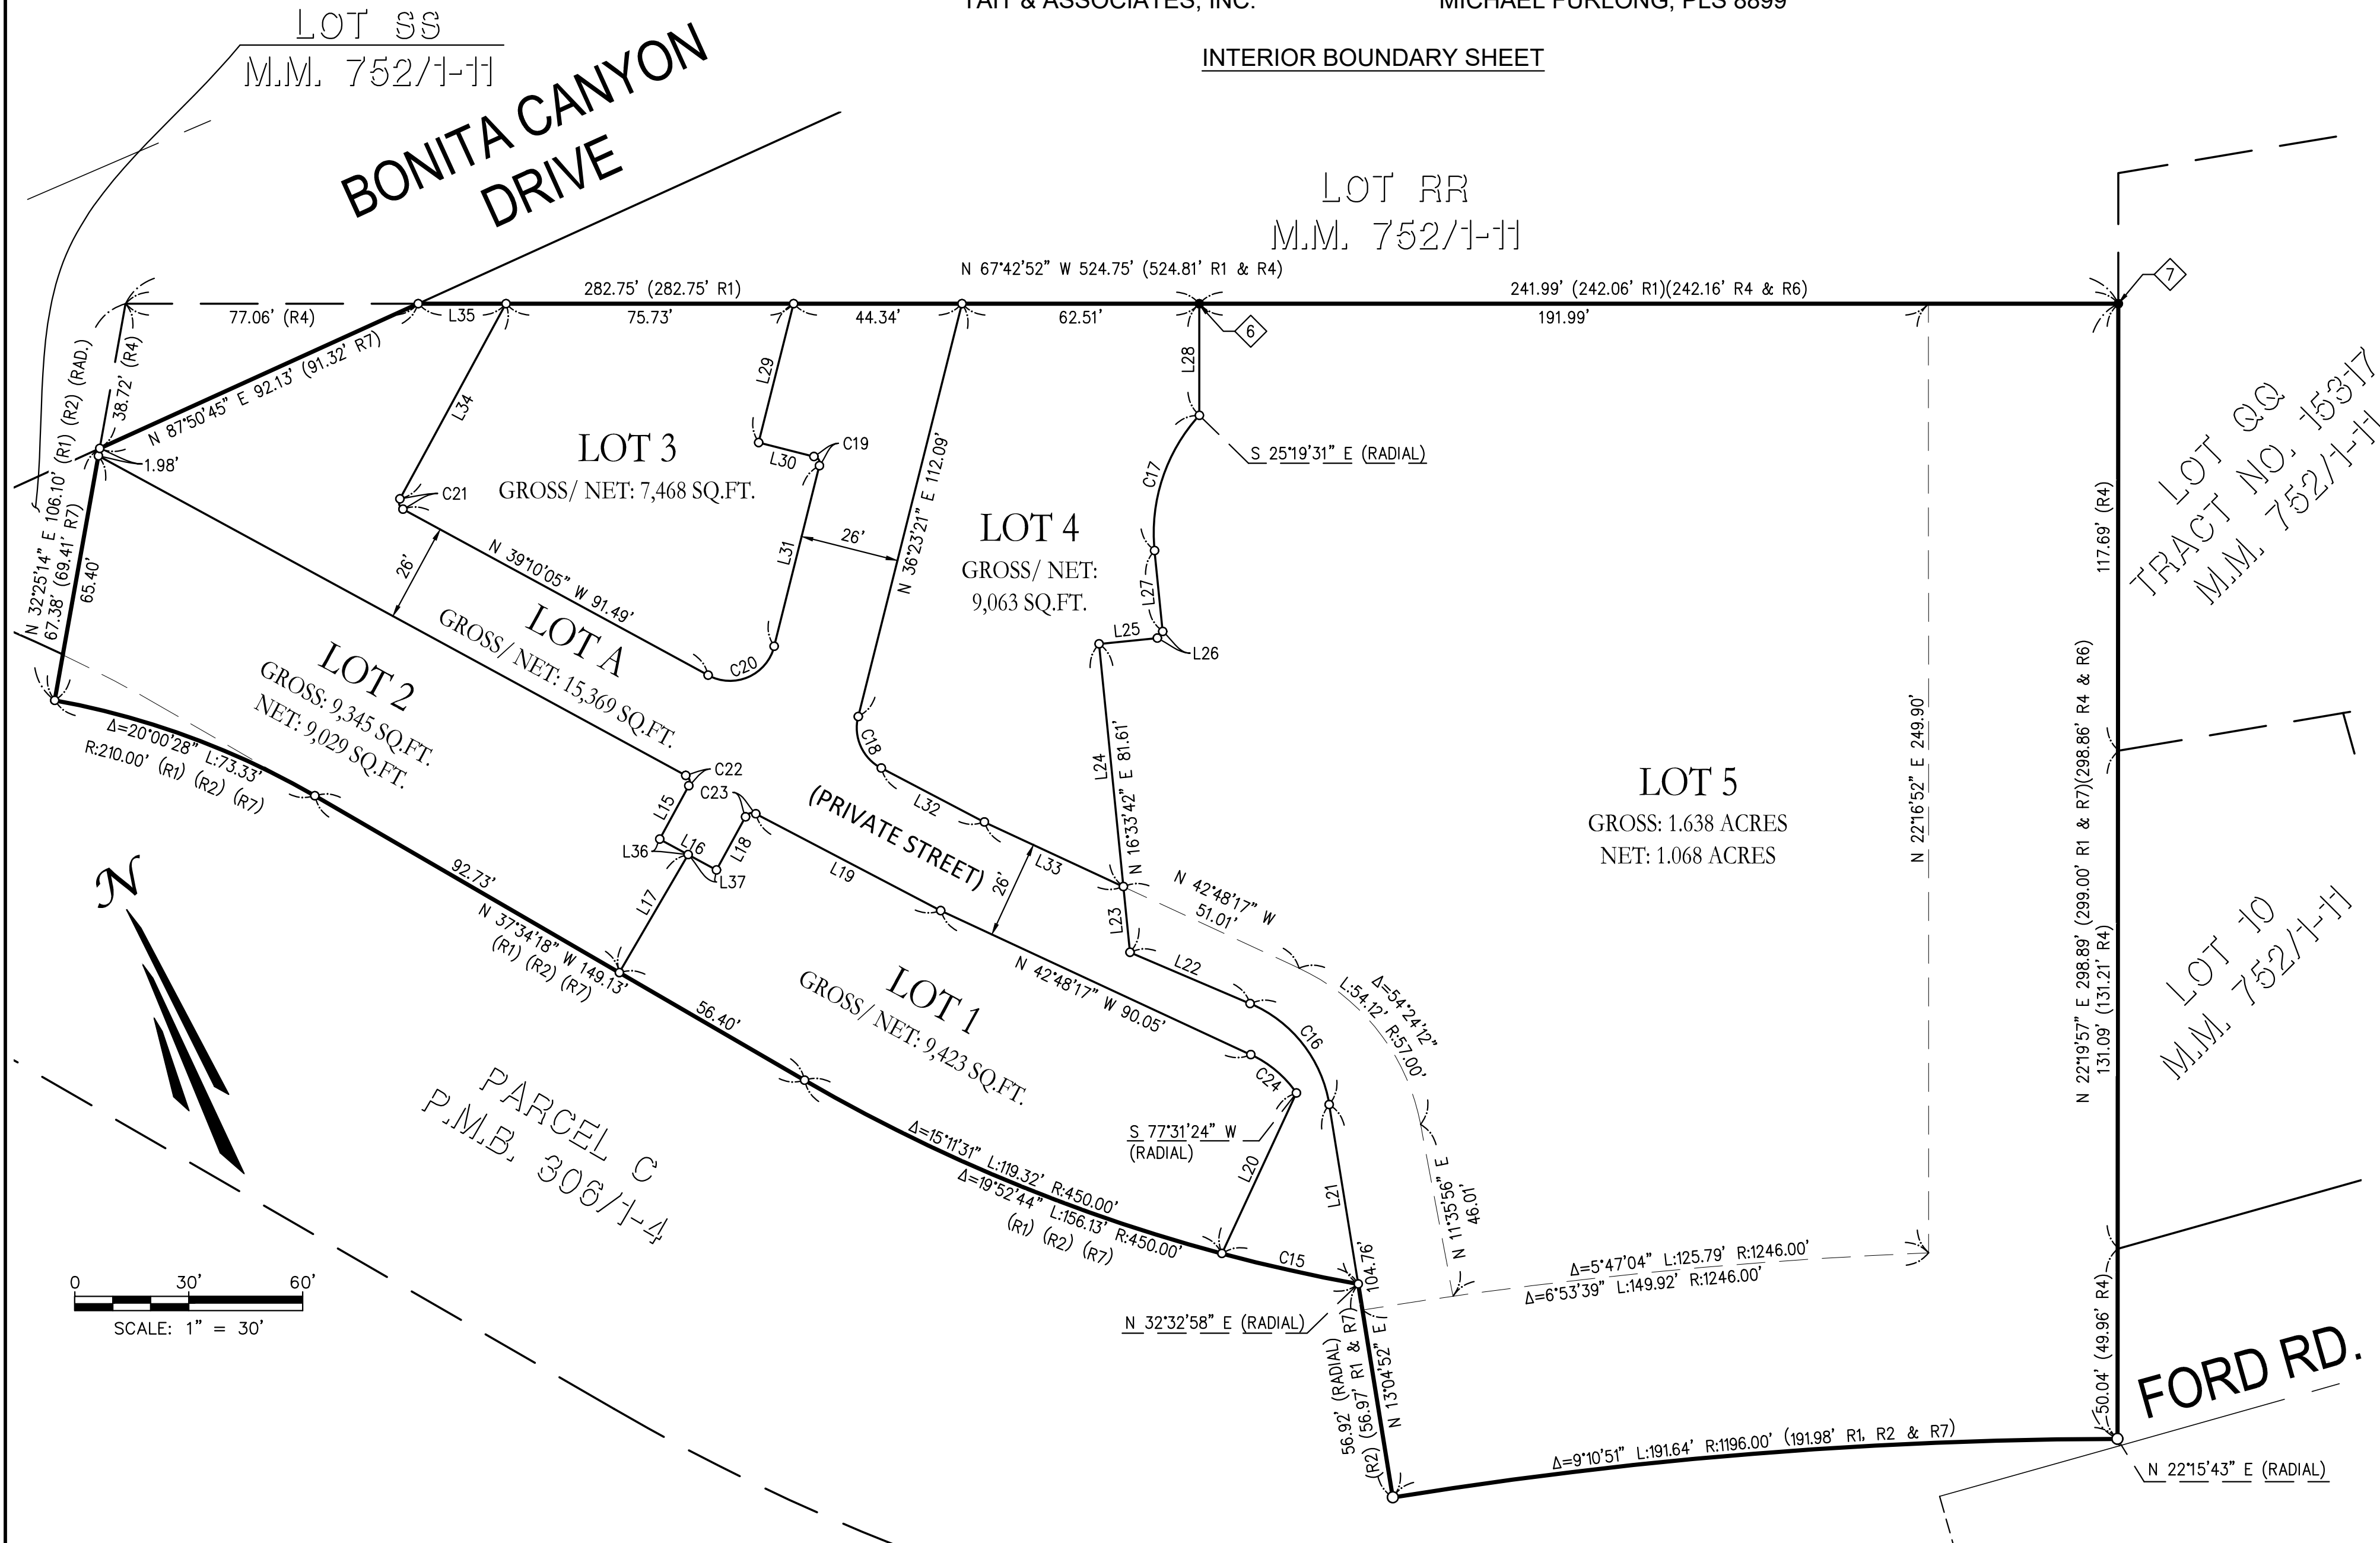 TAIT & ASSOCIATES, INC.
MICHAEL FURLONG, PLS 8899
INTERIOR BOUNDARY SHEET
LOT SS
M.M. 752/1-11
BONITA CANYON
DRIVE
LOT RR
M.M. 752/1-11
N 67°42'52" W 524.75' (524.81' R1 & R4)
282.75' (282.75' R1)
241.99' (242.06' R1)(242.16' R4 & R6)
7
77.06' (R4)
L35
75.73'
44.34'
62.51'
6
191.99'
N 32°25'14" E 106.10' (R1) (R2) (RAD.)
67.38' (69.41' R7)
65.40'
38.72' (R4)
N 87°50'45" E 92.13' (91.32' R7)
1.98'
L34
L29
L28
C19
L30
C21
LOT 3
GROSS/ NET: 7,468 SQ.FT.
N 36°23'21" E 112.09'
S 25°19'31" E (RADIAL)
C17
26'
N 39°10'05" W 91.49'
L31
26'
C20
LOT 4
GROSS/ NET:
9,063 SQ.FT.
L27
L25
L26
LOT QQ
TRACT NO. 15317
M.M. 752/1-11
117.69' (R4)
LOT A
GROSS/ NET: 15,369 SQ.FT.
LOT 2
GROSS: 9,345 SQ.FT.
NET: 9,029 SQ.FT.
Δ=20°00'28" L:73.33'
R:210.00' (R1) (R2) (R7)
C22
C23
L15
L36
L16
L18
L37
L17
C18
L32
(PRIVATE STREET)
L33
26'
L19
L24
N 16°33'42" E 81.61'
L23
N 42°48'17" W
51.01'
L22
LOT 5
GROSS: 1.638 ACRES
NET: 1.068 ACRES
N 22°16'52" E 249.90'
N 22°19'57" E 298.89' (299.00' R1 & R7)(298.86' R4 & R6)
131.09' (131.21' R4)
LOT 10
M.M. 752/1-11
N
92.73'
N 37°34'18" W 149.13'
(R1) (R2) (R7)
56.40'
LOT 1
GROSS/ NET: 9,423 SQ.FT.
N 42°48'17" W 90.05'
C16
C24
Δ=54°24'12"
L:54.12' R:57.00'
S 77°31'24" W
(RADIAL)
L20
L21
N 11°35'56" E
46.01'
PARCEL C
P.M.B. 306/1-4
Δ=15°11'31" L:119.32' R:450.00'
Δ=19°52'44" L:156.13' R:450.00'
(R1) (R2) (R7)
C15
104.76'
Δ=5°47'04" L:125.79' R:1246.00'
Δ=6°53'39" L:149.92' R:1246.00'
N 32°32'58" E (RADIAL)
0 30' 60'
SCALE: 1" = 30'
56.92' (RADIAL)
(R2) (56.97' R1 & R7)
N 13°04'52" E
50.04' (49.96' R4)
FORD RD.
Δ=9°10'51" L:191.64' R:1196.00' (191.98' R1, R2 & R7)
N 22°15'43" E (RADIAL)